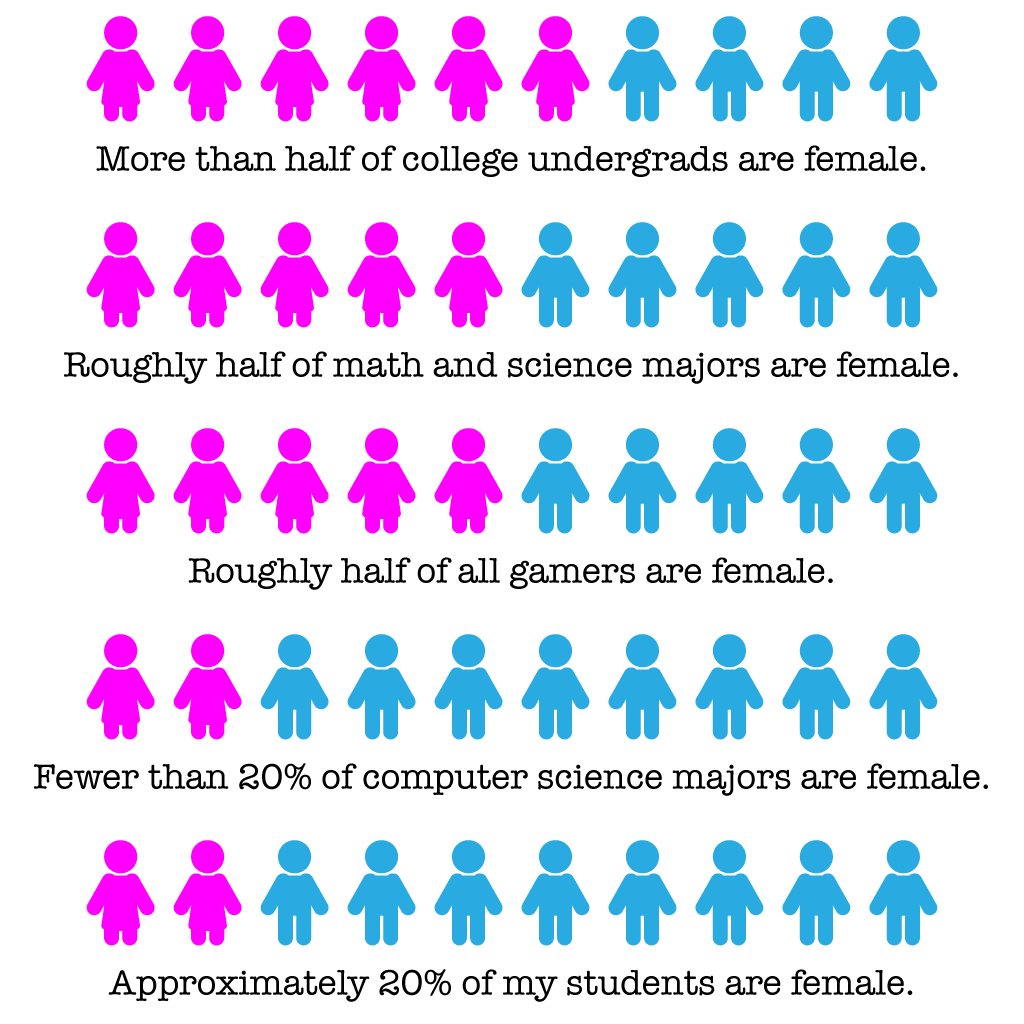 More than half of college undergrads are female.
Roughly half of math and science majors are female.
Roughly half of all gamers are female.
Fewer than 20% of computer science majors are female.
Approximately 20% of my students are female.